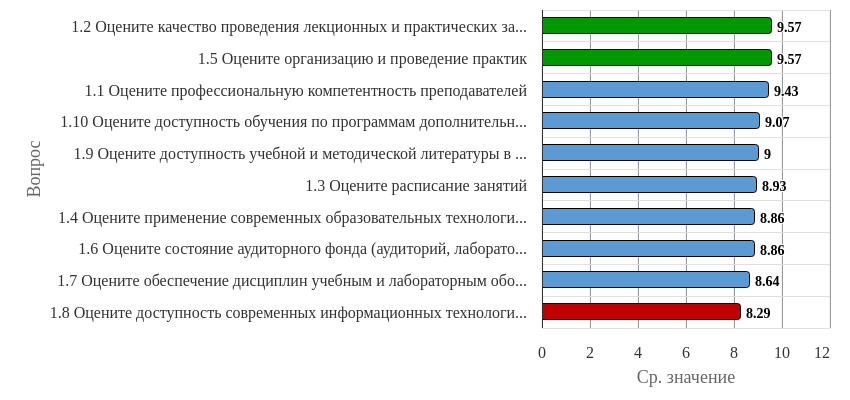 1.2 Оцените качество проведения лекционных и практических за... 9.57
1.5 Оцените организацию и проведение практик 9.57
1.1 Оцените профессиональную компетентность преподавателей 9.43
1.10 Оцените доступность обучения по программам дополнительн... 9.07
1.9 Оцените доступность учебной и методической литературы в ... 9
1.3 Оцените расписание занятий 8.93
1.4 Оцените применение современных образовательных технологи... 8.86
1.6 Оцените состояние аудиторного фонда (аудиторий, лаборато... 8.86
1.7 Оцените обеспечение дисциплин учебным и лабораторным обо... 8.64
1.8 Оцените доступность современных информационных технологи... 8.29
Вопрос
0 2 4 6 8 10 12
Ср. значение